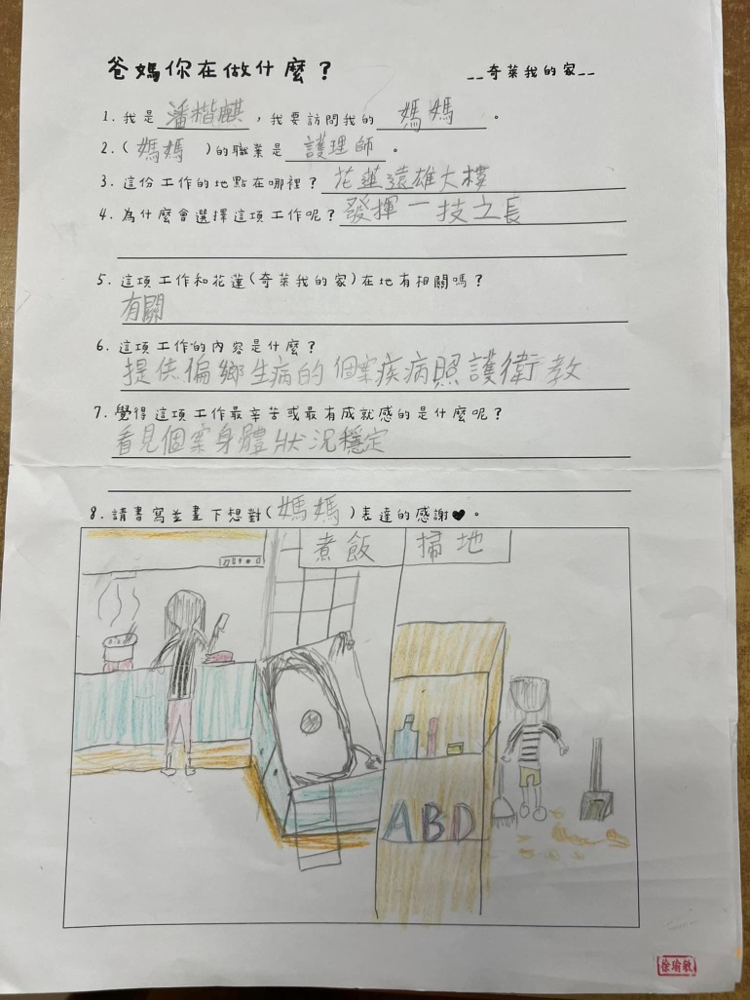 爸媽你在做什麼？ __奇萊我的家__
1. 我是潘楷麒，我要訪問我的媽媽。
2. (媽媽)的職業是護理師。
3. 這份工作的地點在哪裡？花蓮遠雄大樓
4. 為什麼會選擇這項工作呢？發揮一技之長
5. 這項工作和花蓮(奇萊我的家)在地有相關嗎？
有關
6. 這項工作的內容是什麼？
提供偏鄉生病的個案疾病照護衛教
7. 覺得這項工作最辛苦或最有成就感的是什麼呢？
看見個案身體狀況穩定
8. 請書寫並畫下想對(媽媽)表達的感謝♥。
煮飯 掃地
ABD
徐瑜敏